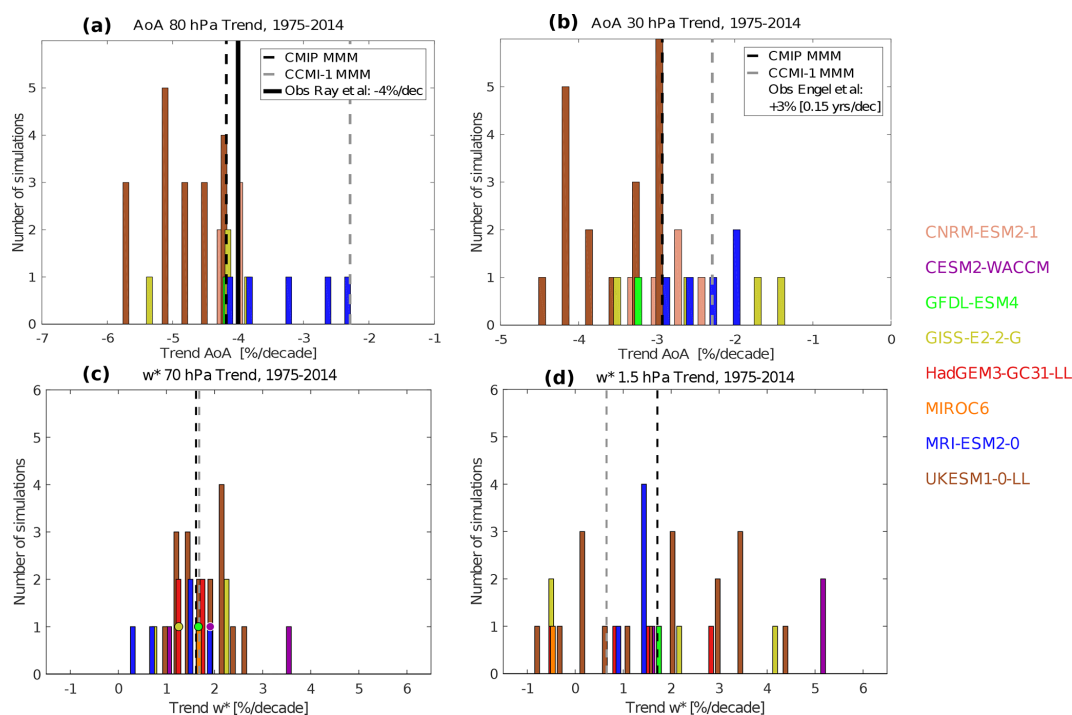 (a)
AoA 80 hPa Trend, 1975-2014
CMIP MMM
CCMI-1 MMM
Obs Ray et al: -4%/dec
Number of simulations
5
4
3
2
1
0
-7
-6
-5
-4
-3
-2
-1
Trend AoA [%/decade]
(b)
AoA 30 hPa Trend, 1975-2014
CMIP MMM
CCMI-1 MMM
Obs Engel et al:
+3% [0.15 yrs/dec]
Number of simulations
5
4
3
2
1
0
-5
-4
-3
-2
-1
0
Trend AoA [%/decade]
(c)
w* 70 hPa Trend, 1975-2014
Number of simulations
6
5
4
3
2
1
0
-1
0
1
2
3
4
5
6
Trend w* [%/decade]
(d)
w* 1.5 hPa Trend, 1975-2014
Number of simulations
6
5
4
3
2
1
0
-1
0
1
2
3
4
5
6
Trend w* [%/decade]
CNRM-ESM2-1
CESM2-WACCM
GFDL-ESM4
GISS-E2-2-G
HadGEM3-GC31-LL
MIROC6
MRI-ESM2-0
UKESM1-0-LL